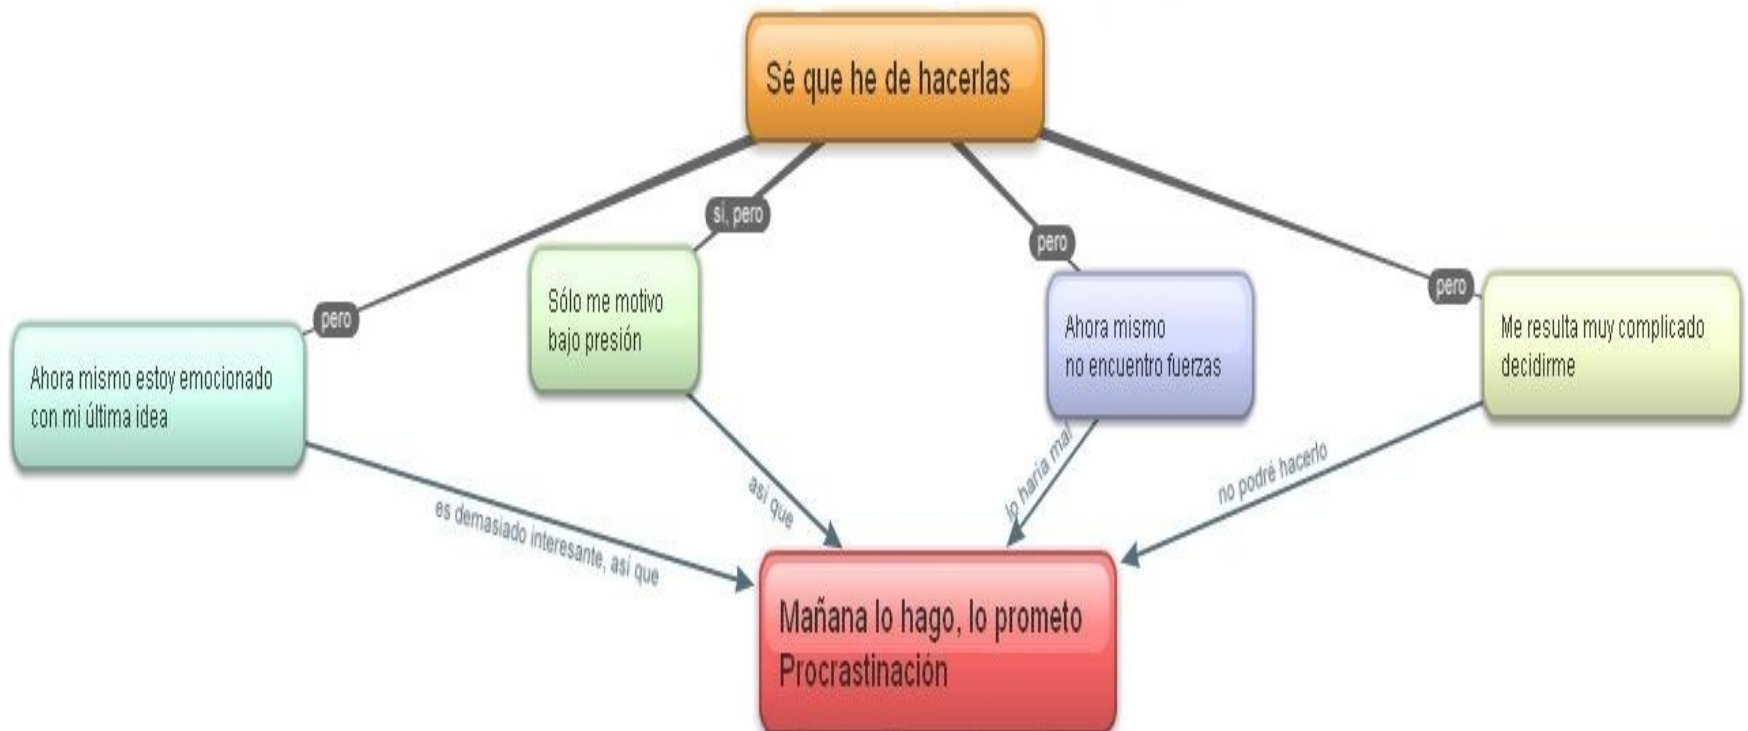 Sé que he de hacerlas
sí, pero
pero
pero
pero
Sólo me motivo
bajo presión
Ahora mismo
no encuentro fuerzas
Me resulta muy complicado
decidirme
Ahora mismo estoy emocionado
con mi última idea
es demasiado interesante, así que
así que
lo haría mal
no podré hacerlo
Mañana lo hago, lo prometo
Procrastinación